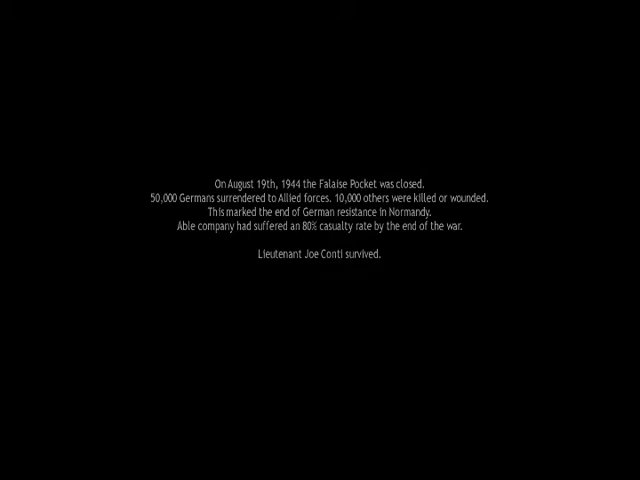 On August 19th, 1944 the Falaise Pocket was closed.
50,000 Germans surrendered to Allied forces. 10,000 others were killed or wounded.
This marked the end of German resistance in Normandy.
Able company had suffered an 80% casualty rate by the end of the war.
Lieutenant Joe Conti survived.